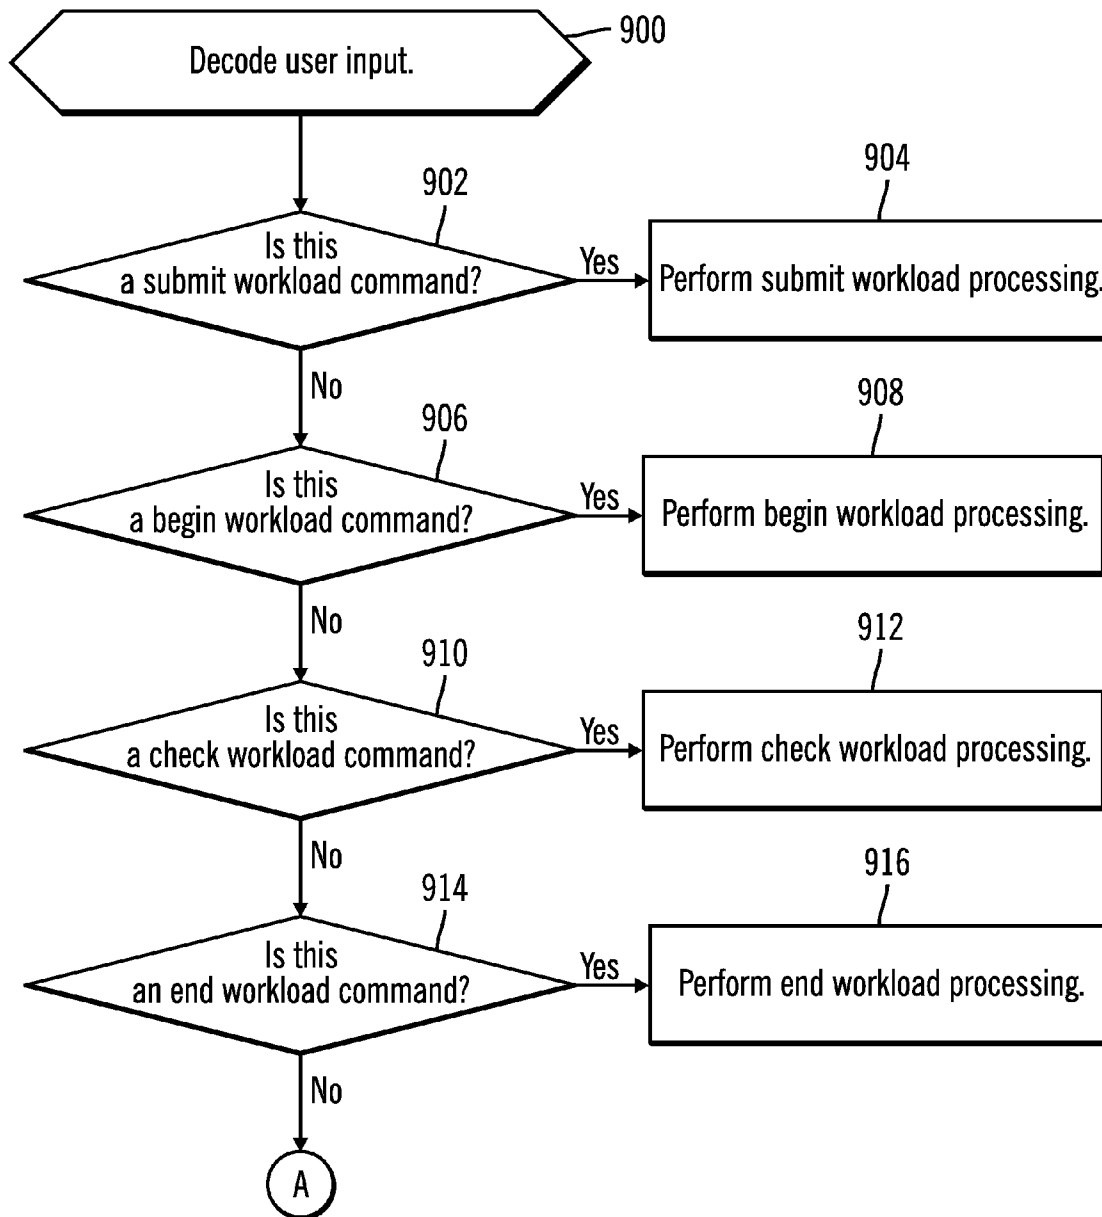 900
Decode user input.
902
904
Is this
a submit workload command?
Yes
Perform submit workload processing.
No
906
908
Is this
a begin workload command?
Yes
Perform begin workload processing.
No
910
912
Is this
a check workload command?
Yes
Perform check workload processing.
No
914
916
Is this
an end workload command?
Yes
Perform end workload processing.
No
A